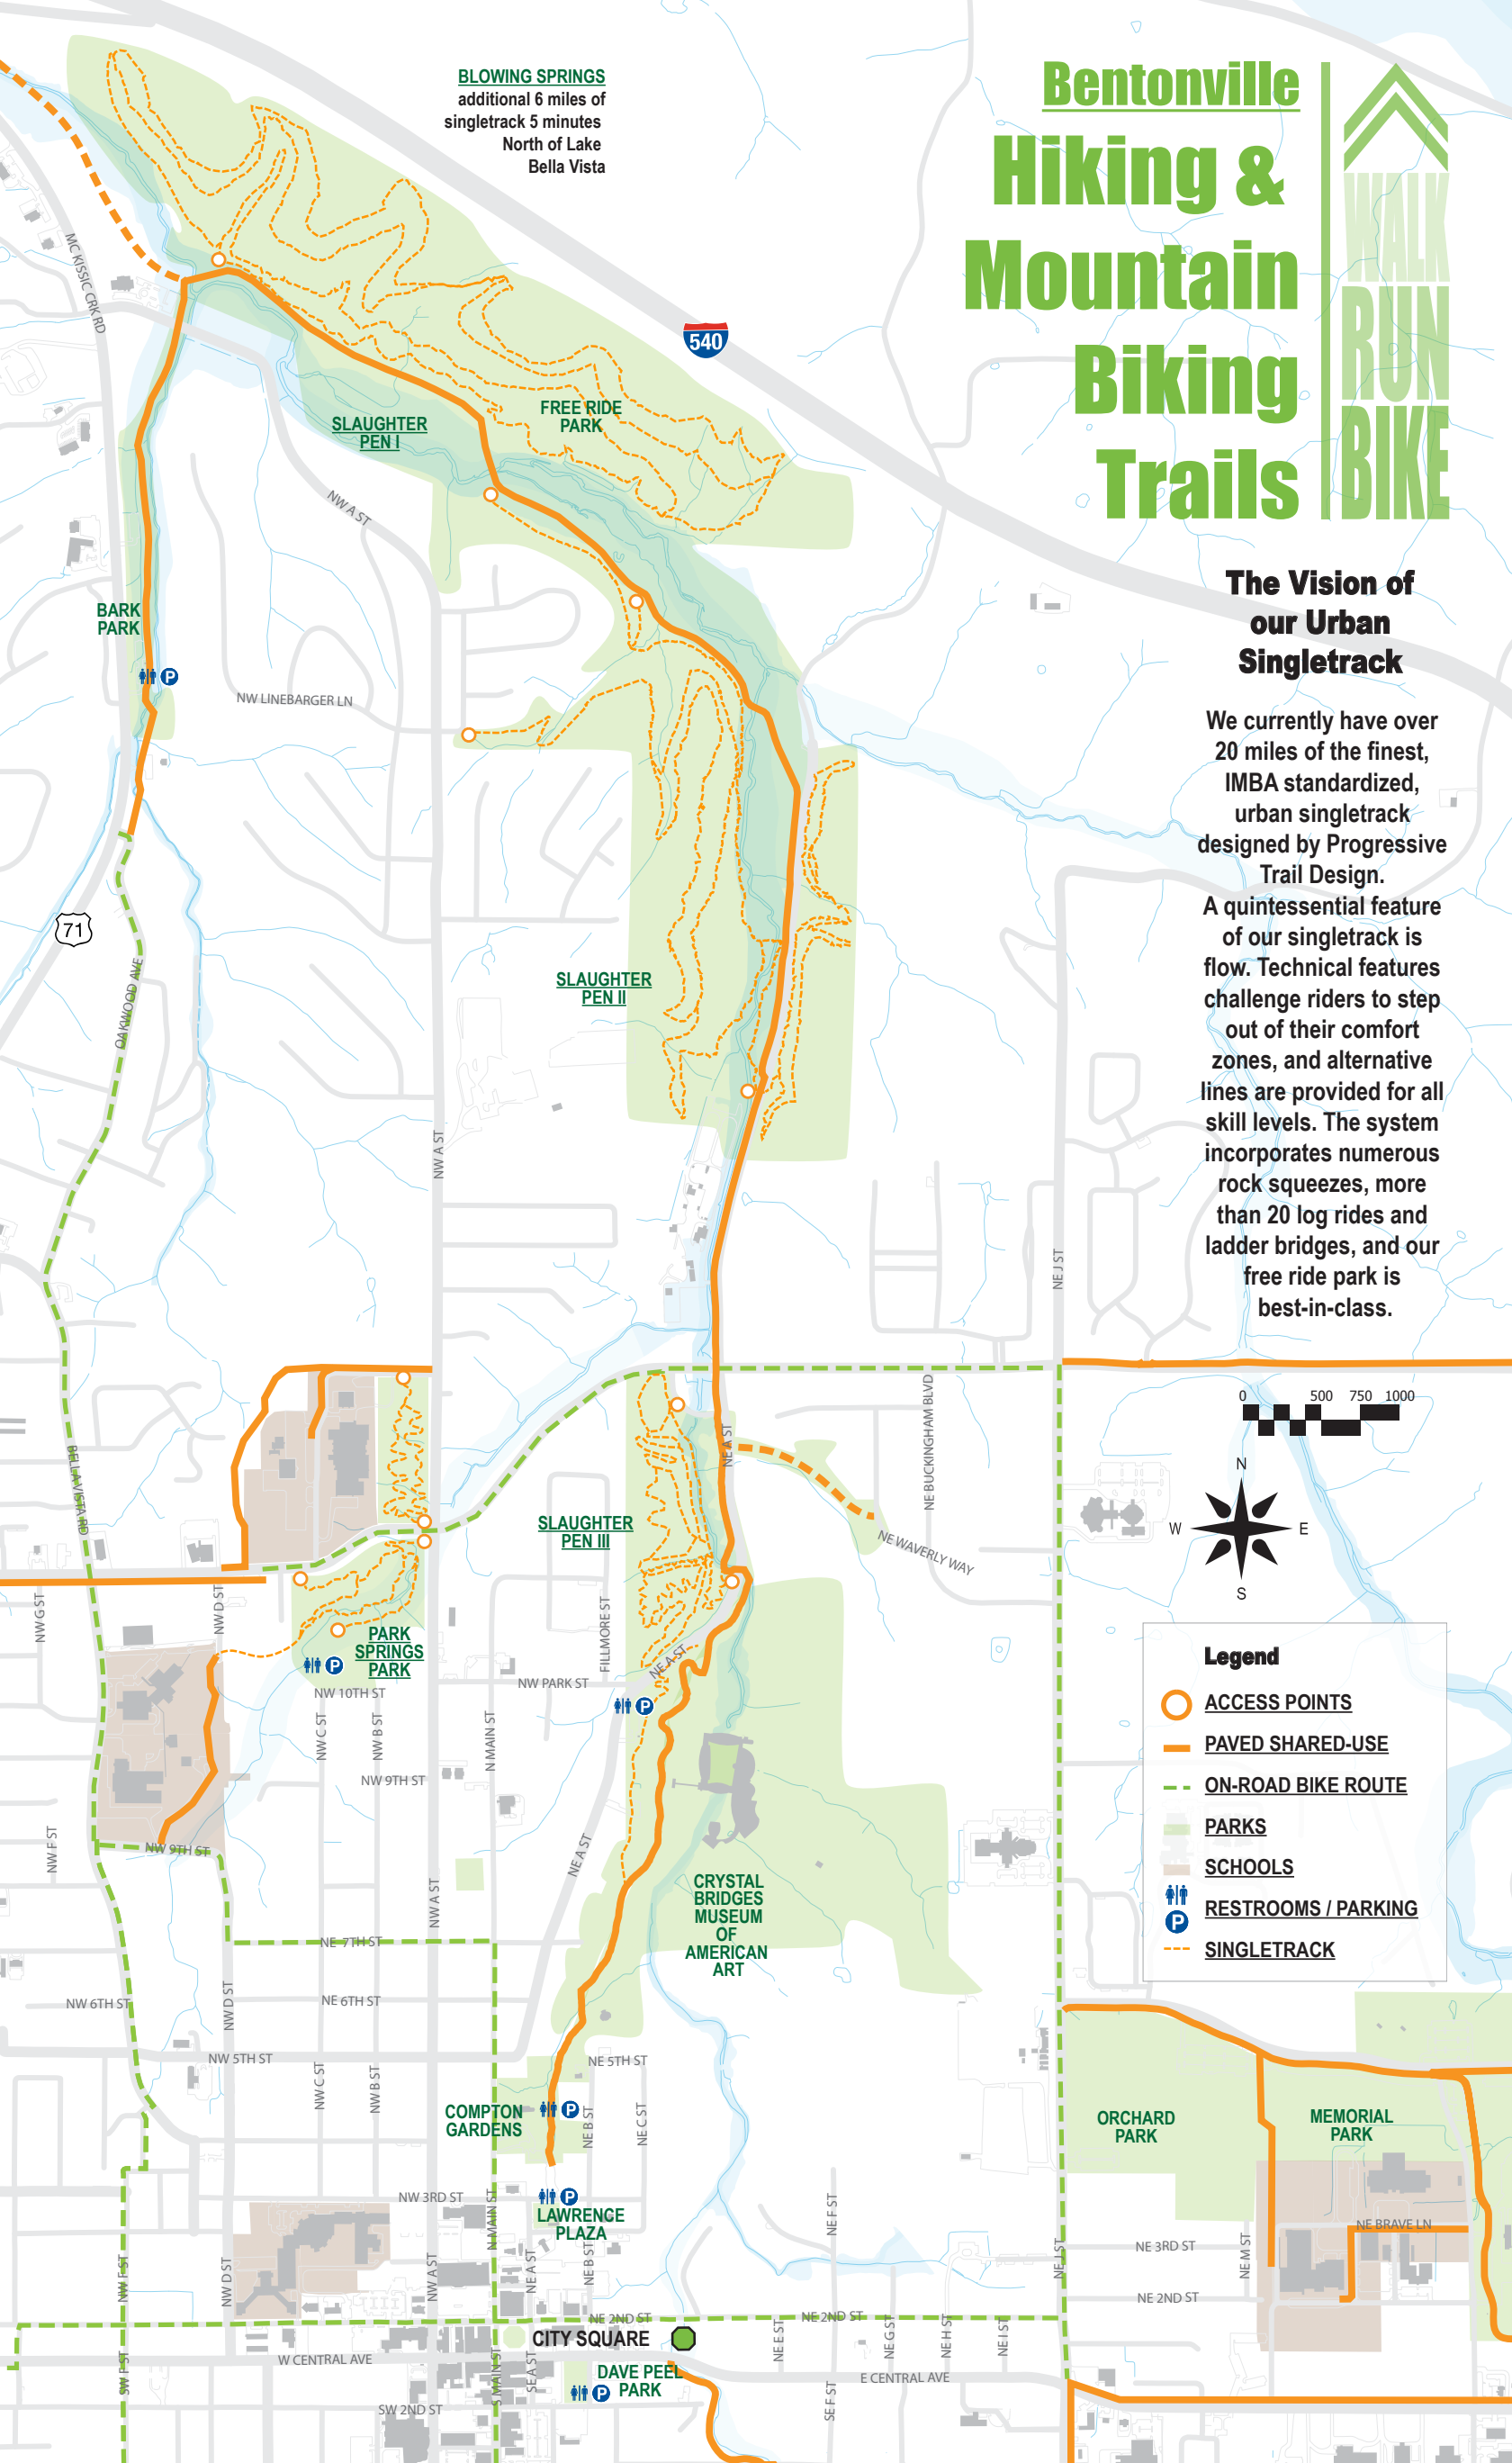 BLOWING SPRINGS
additional 6 miles of
singletrack 5 minutes
North of Lake
Bella Vista
Bentonville
Hiking &
Mountain
Biking
Trails
WALK
RUN
BIKE
540
MC KISSIC CRK RD
SLAUGHTER
PEN I
FREE RIDE
PARK
NW A ST
BARK
PARK
P
NW LINEBARGER LN
The Vision of
our Urban
Singletrack
We currently have over
20 miles of the finest,
IMBA standardized,
urban singletrack
designed by Progressive
Trail Design.
A quintessential feature
of our singletrack is
flow. Technical features
challenge riders to step
out of their comfort
zones, and alternative
lines are provided for all
skill levels. The system
incorporates numerous
rock squeezes, more
than 20 log rides and
ladder bridges, and our
free ride park is
best-in-class.
71
OAKWOOD AVE
SLAUGHTER
PEN II
NW A ST
NE J ST
0 500 750 1000
N
W E
S
BELLA VISTA RD
NE A ST
NE BUCKINGHAM BLVD
SLAUGHTER
PEN III
NE WAVERLY WAY
NW G ST
NW D ST
FILLMORE ST
PARK
SPRINGS
PARK
P
NE A ST
NW PARK ST
P
NW 10TH ST
NW C ST
NW B ST
N MAIN ST
NW 9TH ST
Legend
ACCESS POINTS
PAVED SHARED-USE
ON-ROAD BIKE ROUTE
PARKS
SCHOOLS
P
RESTROOMS / PARKING
SINGLETRACK
NW F ST
NW 9TH ST
NE A ST
NW A ST
CRYSTAL
BRIDGES
MUSEUM
OF
AMERICAN
ART
NE 7TH ST
NW 6TH ST
NW D ST
NE 6TH ST
NW 5TH ST
NE 5TH ST
NW C ST
NW B ST
COMPTON
GARDENS
P
NE B ST
NE C ST
ORCHARD
PARK
MEMORIAL
PARK
NW 3RD ST
N MAIN ST
P
LAWRENCE
PLAZA
NE F ST
NE BRAVE LN
NE 3RD ST
NE M ST
NE J ST
NW F ST
NW D ST
NW A ST
NE A ST
NE B ST
NE 2ND ST
NE 2ND ST
NE 2ND ST
CITY SQUARE
NE E ST
NE G ST
NE H ST
NE I ST
W CENTRAL AVE
SW F ST
S MAIN ST
SE A ST
DAVE PEEL
PARK
P
E CENTRAL AVE
SE F ST
SW 2ND ST